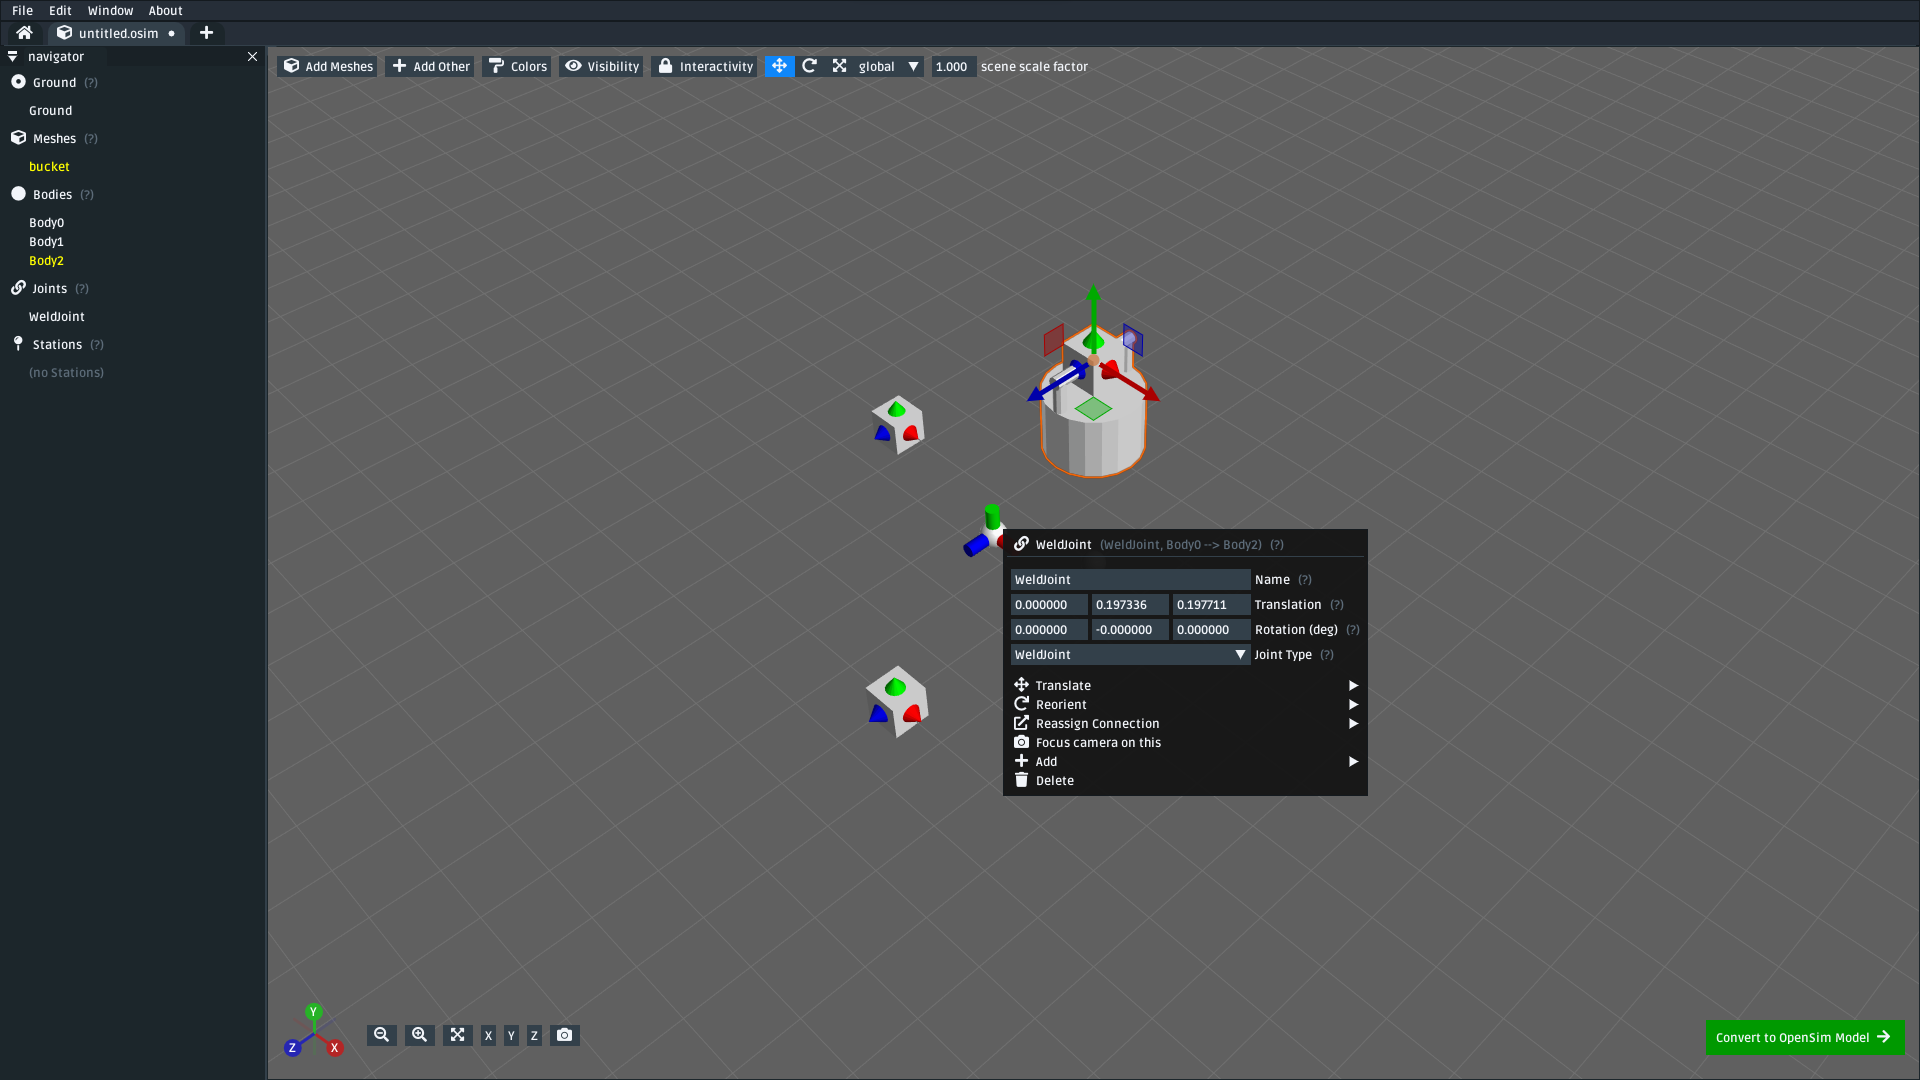 File Edit Window About
untitled.osim
navigator
Add Meshes Add Other Colors Visibility Interactivity global 1.000 scene scale factor
Ground (?)
Ground
Meshes (?)
bucket
Bodies (?)
Body0
Body1
Body2
Joints (?)
WeldJoint
Stations (?)
(no Stations)
WeldJoint (WeldJoint, Body0 --> Body2) (?)
WeldJoint Name (?)
0.000000 0.197336 0.197711 Translation (?)
0.000000 -0.000000 0.000000 Rotation (deg) (?)
WeldJoint Joint Type (?)
Translate
Reorient
Reassign Connection
Focus camera on this
Add
Delete
Y
Z X
X Y Z
Convert to OpenSim Model